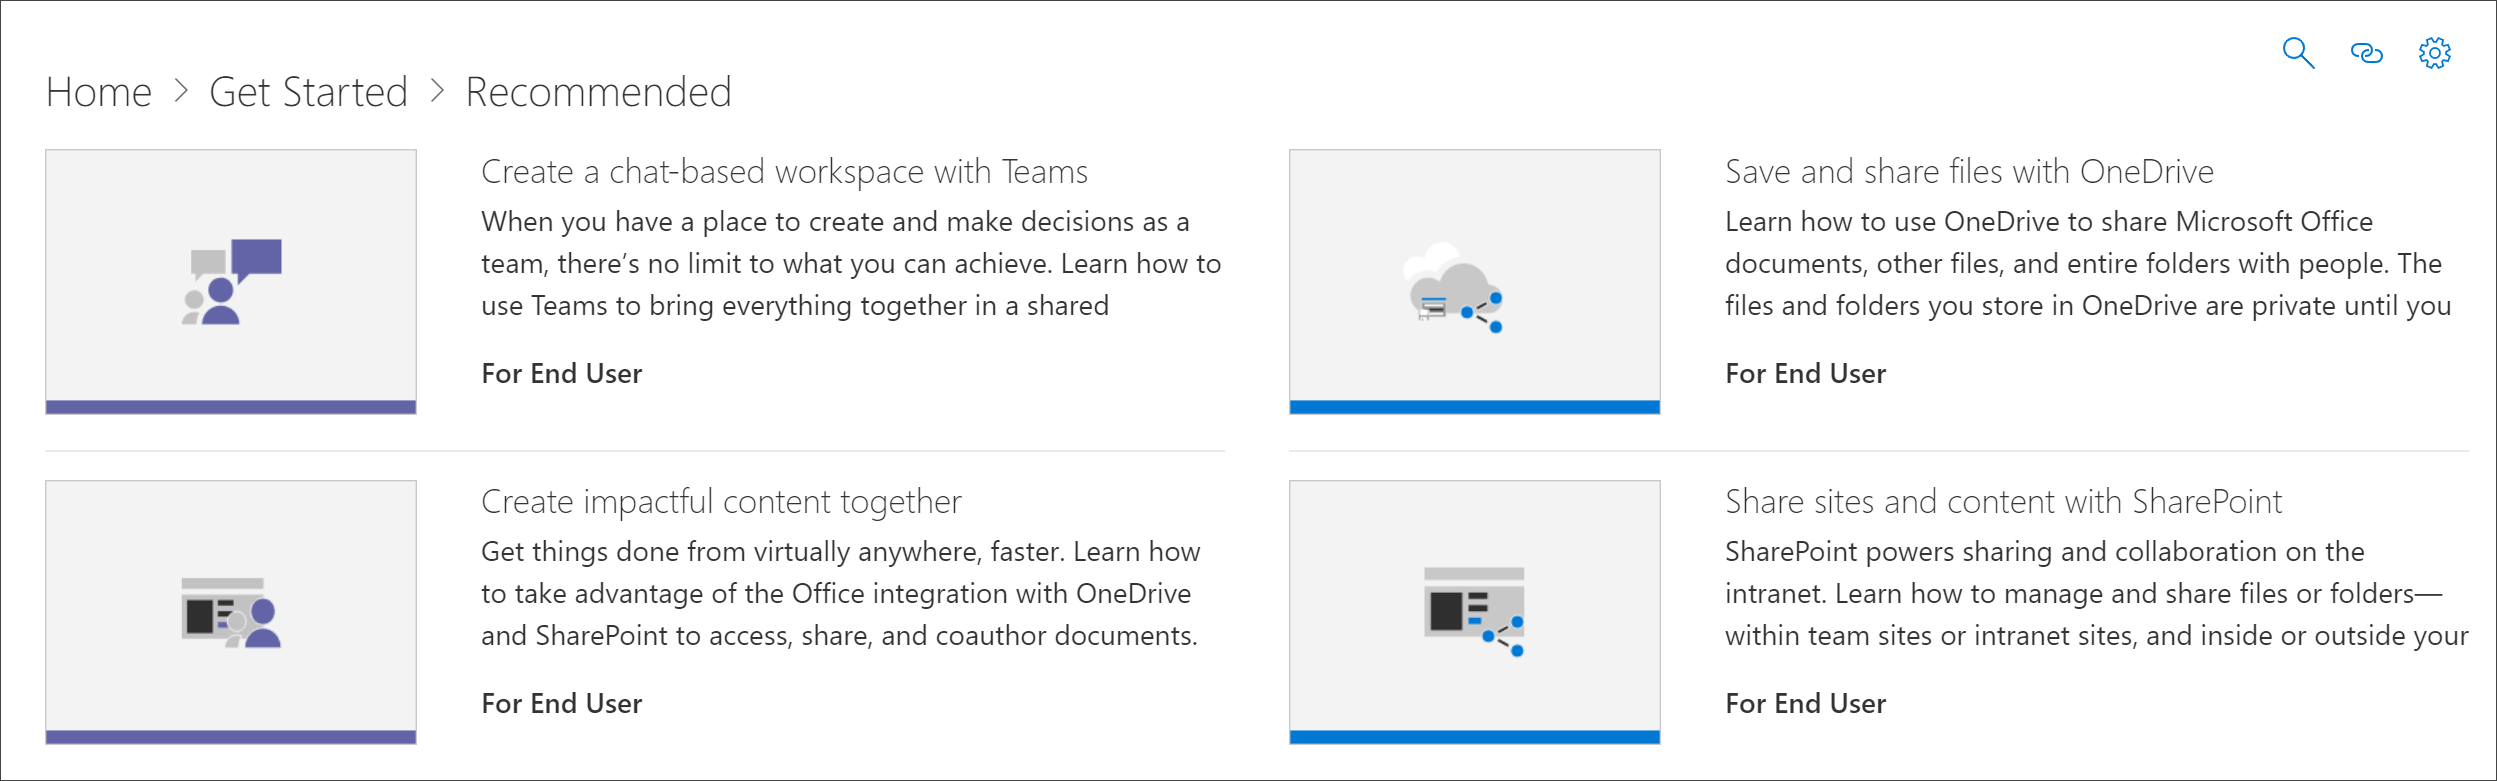 Home > Get Started > Recommended
Create a chat-based workspace with Teams
When you have a place to create and make decisions as a
team, there’s no limit to what you can achieve. Learn how to
use Teams to bring everything together in a shared
For End User
Save and share files with OneDrive
Learn how to use OneDrive to share Microsoft Office
documents, other files, and entire folders with people. The
files and folders you store in OneDrive are private until you
For End User
Create impactful content together
Get things done from virtually anywhere, faster. Learn how
to take advantage of the Office integration with OneDrive
and SharePoint to access, share, and coauthor documents.
For End User
Share sites and content with SharePoint
SharePoint powers sharing and collaboration on the
intranet. Learn how to manage and share files or folders—
within team sites or intranet sites, and inside or outside your
For End User